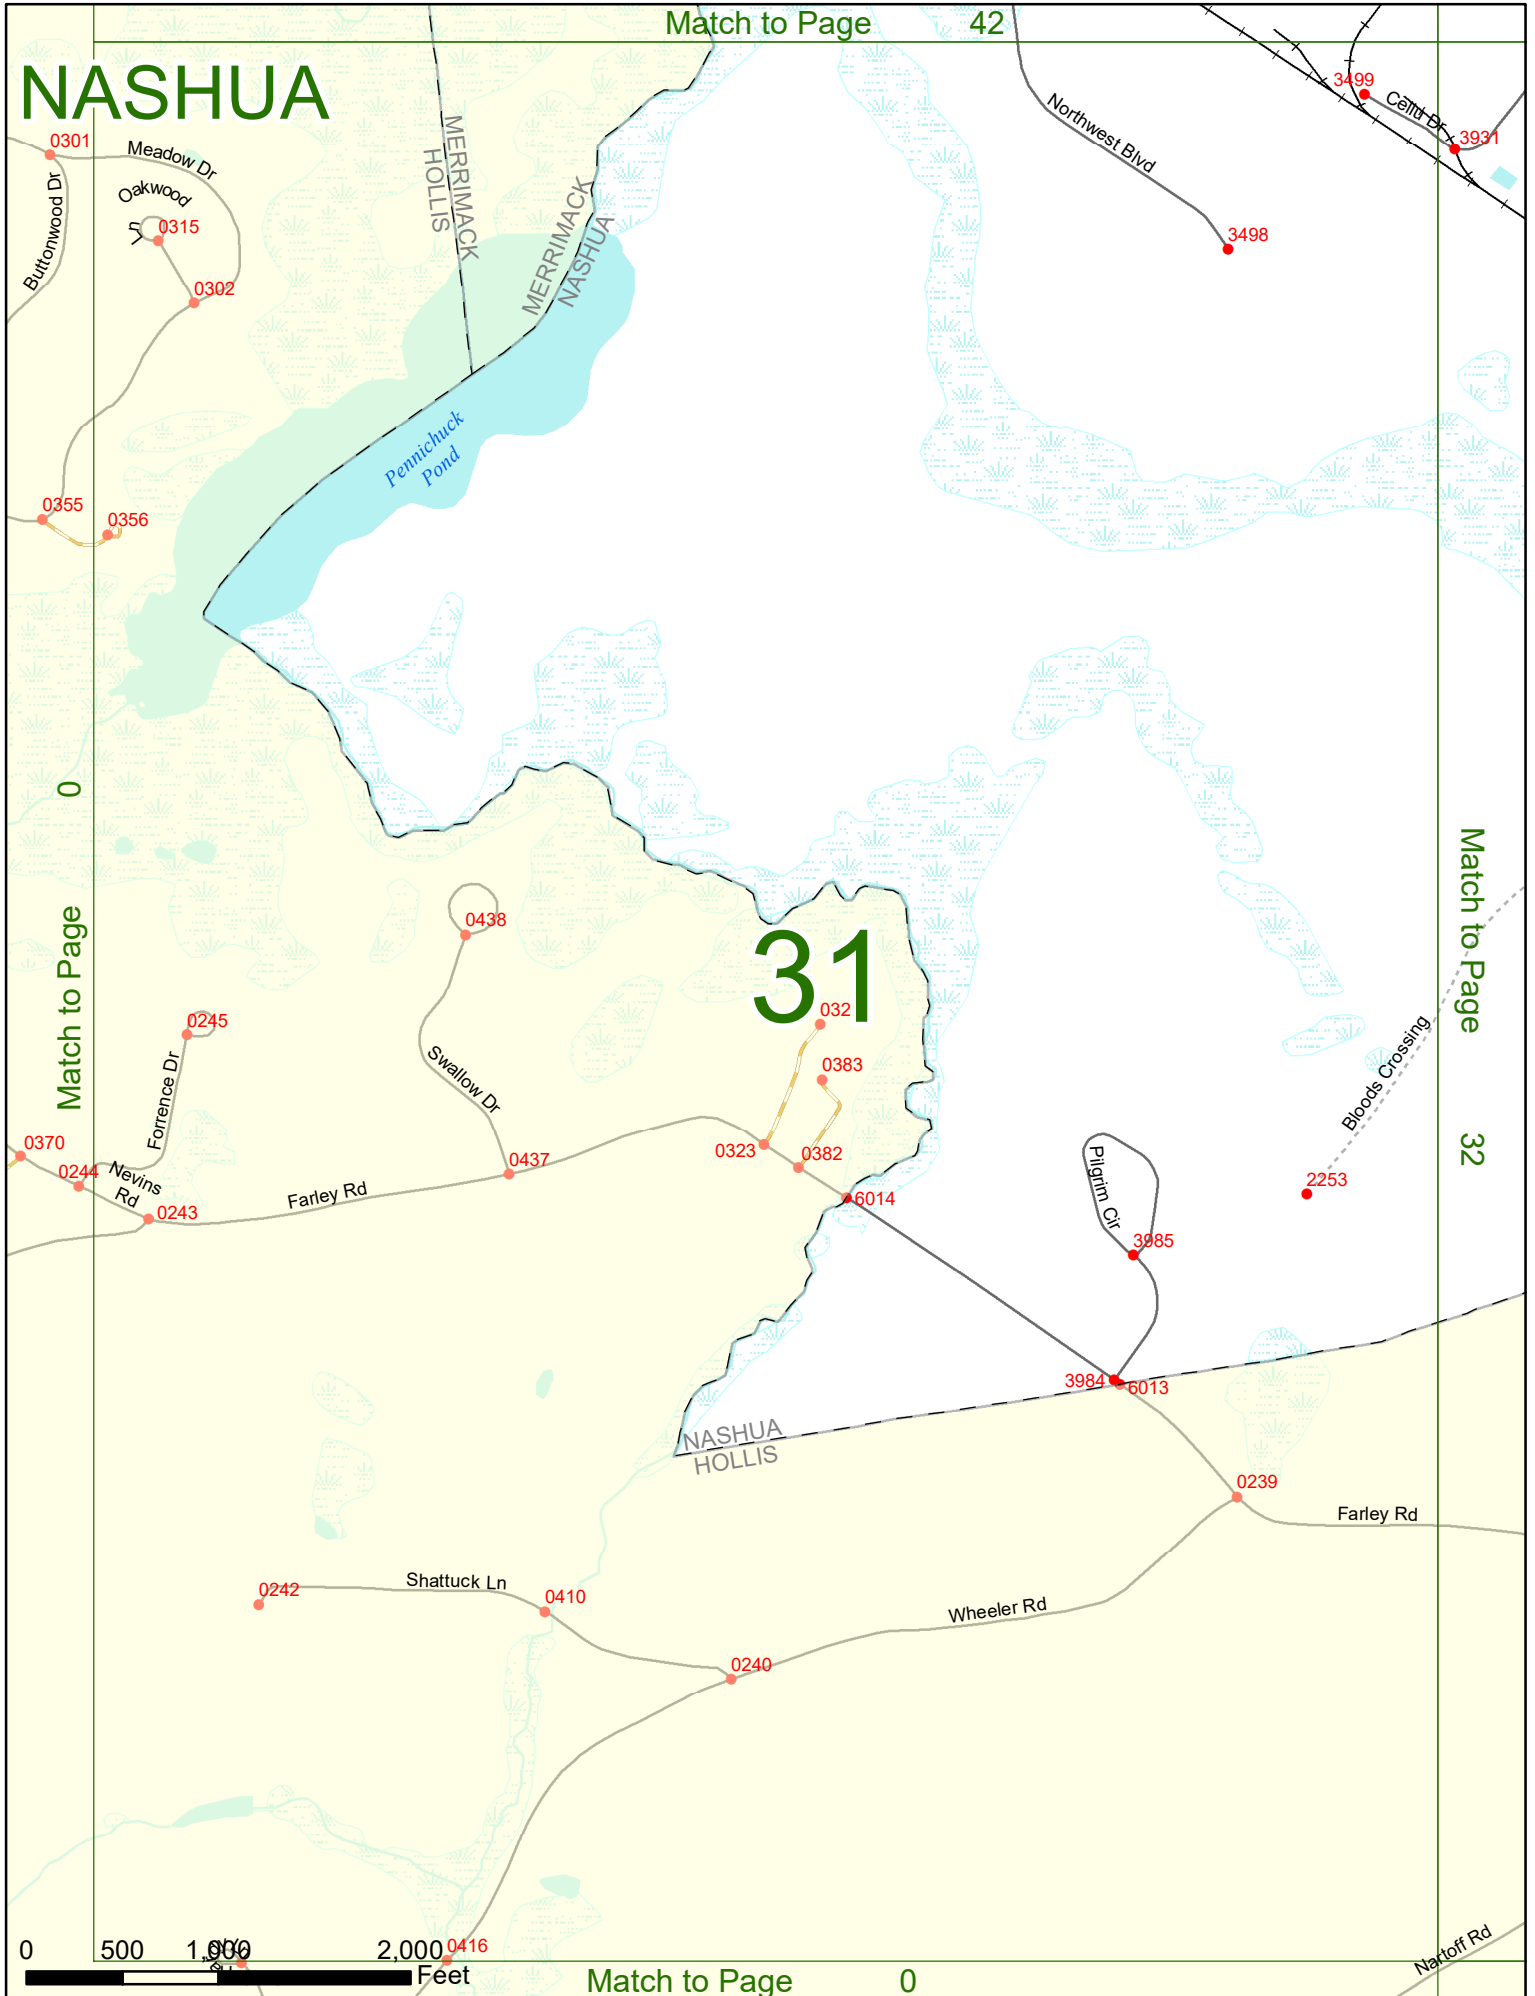 Match to Page 42
NASHUA
3499
Cellu Dr
3931
0301
Meadow Dr
Northwest Blvd
MERRIMACK
HOLLIS
Oakwood
Ln
0315
Buttonwood Dr
MERRIMACK
NASHUA
3498
0302
Pennichuck
Pond
0355
0356
Match to Page 0
Match to Page 32
0438
31
032
0245
Bloods Crossing
Swallow Dr
0383
Forrence Dr
0370
0323
0382
0244
Nevins
Rd
0437
Pilgrim Cir
2253
Farley Rd
6014
0243
3985
3984
6013
NASHUA
HOLLIS
0239
Farley Rd
Shattuck Ln
0242
0410
Wheeler Rd
0240
0 500 1,000 2,000
Feet
0416
Nartoff Rd
Match to Page 0